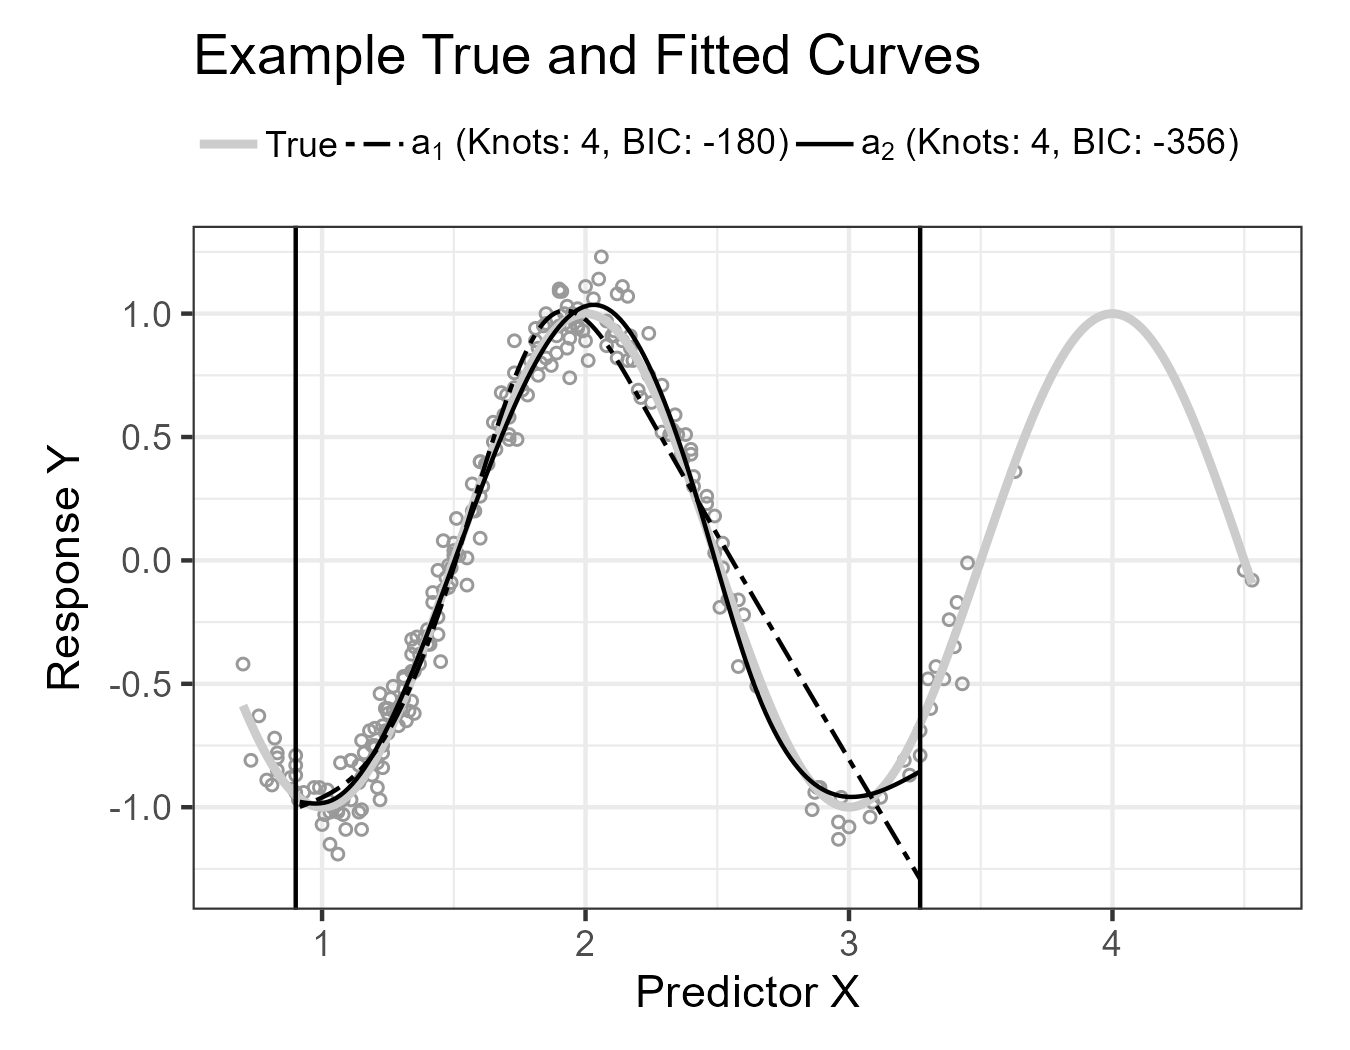 Example True and Fitted Curves
True a₁ (Knots: 4, BIC: -180) a₂ (Knots: 4, BIC: -356)
1.0
0.5
0.0
-0.5
-1.0
Response Y
1 2 3 4
Predictor X